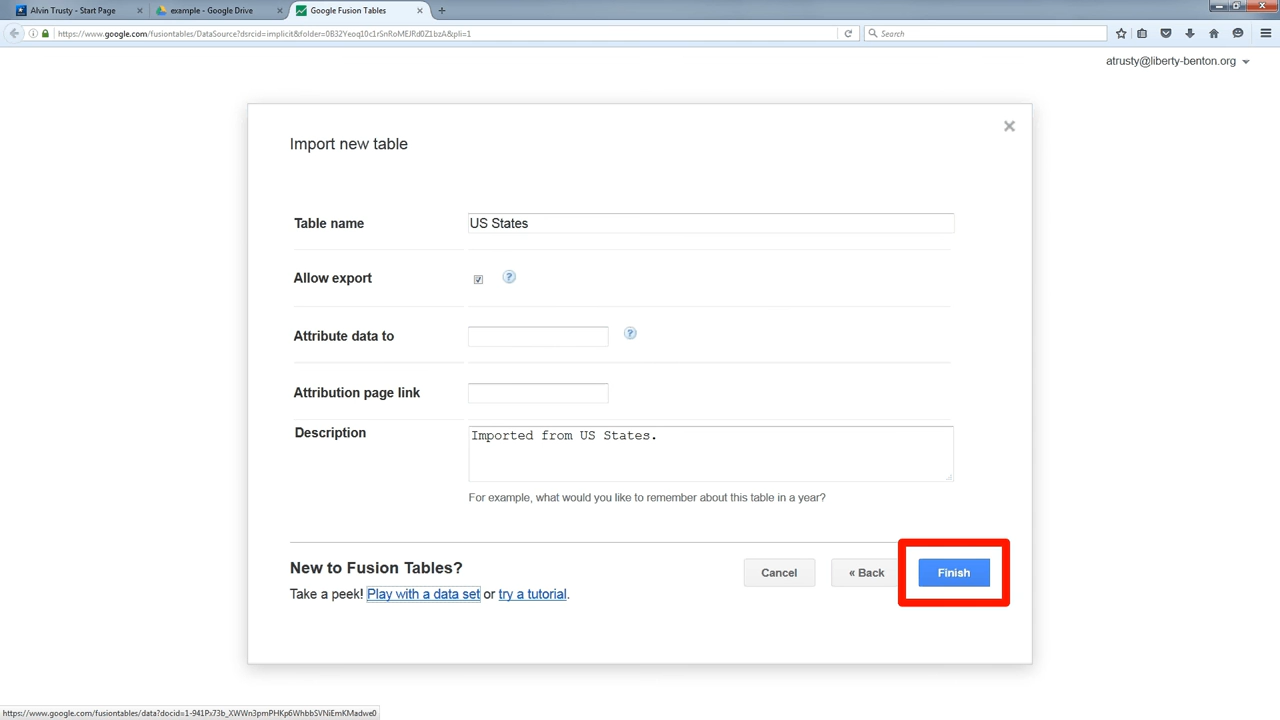 Alvin Trusty - Start Page
example - Google Drive
Google Fusion Tables
https://www.google.com/fusiontables/DataSource?dsrcid=implicit&folder=0B32Yeoq10c1rSnRoMEJRd0Z1bzA&pli=1
Search
atrusty@liberty-benton.org
Import new table
Table name
US States
Allow export
?
Attribute data to
?
Attribution page link
Description
Imported from US States.
For example, what would you like to remember about this table in a year?
New to Fusion Tables?
Take a peek! Play with a data set or try a tutorial.
Cancel
« Back
Finish
https://www.google.com/fusiontables/data?docid=1-941Ps73b_XWWn3pmPHKp6WhbbSVNiEmKMadwe0